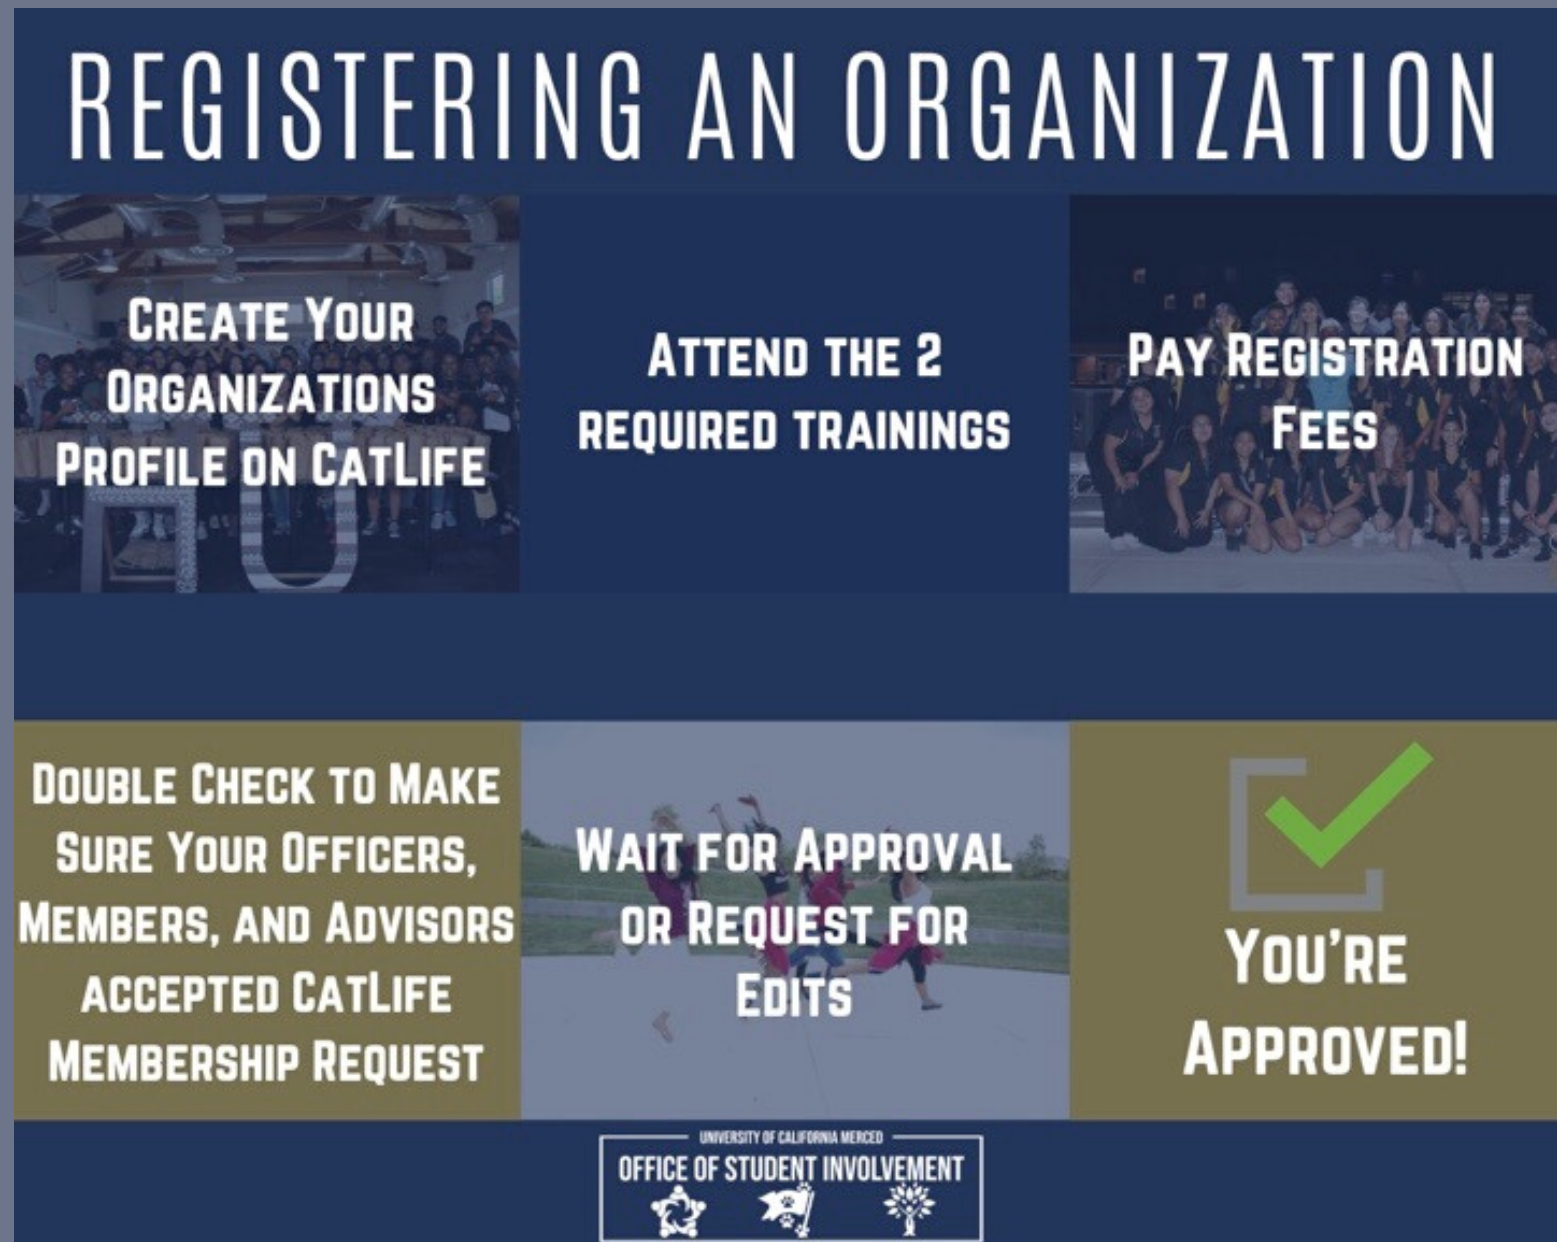 REGISTERING AN ORGANIZATION
CREATE YOUR
ORGANIZATIONS
PROFILE ON CATLIFE
ATTEND THE 2
REQUIRED TRAININGS
PAY REGISTRATION
FEES
DOUBLE CHECK TO MAKE
SURE YOUR OFFICERS,
MEMBERS, AND ADVISORS
ACCEPTED CATLIFE
MEMBERSHIP REQUEST
WAIT FOR APPROVAL
OR REQUEST FOR
EDITS
YOU'RE
APPROVED!
UNIVERSITY OF CALIFORNIA MERCED
OFFICE OF STUDENT INVOLVEMENT